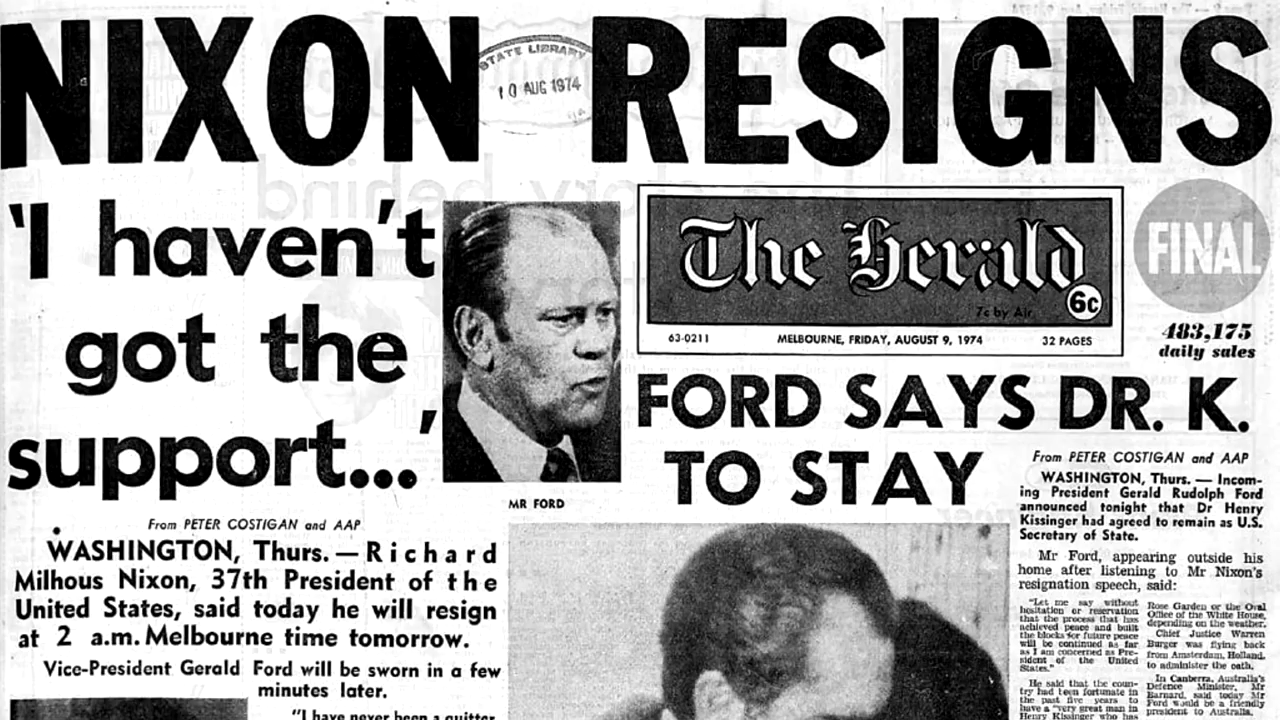 NIXON RESIGNS
STATE LIBRARY
10 AUG 1974
'I haven't
got the
support...'
MR FORD
The Herald
6c
7c by Air
63-0211
MELBOURNE, FRIDAY, AUGUST 9, 1974
32 PAGES
FINAL
483,175
daily sales
From PETER COSTIGAN and AAP
WASHINGTON, Thurs. — Richard
Milhous Nixon, 37th President of the
United States, said today he will resign
at 2 a.m. Melbourne time tomorrow.
Vice-President Gerald Ford will be sworn in a few
minutes later.
"I have never been a quitter.
FORD SAYS DR. K.
TO STAY
From PETER COSTIGAN and AAP
WASHINGTON, Thurs. — Incom-
ing President Gerald Rudolph Ford
announced tonight that Dr Henry
Kissinger had agreed to remain as U.S.
Secretary of State.
Mr Ford, appearing outside his
home after listening to Mr Nixon's
resignation speech, said:
"Let me say without
hesitation or reservation
that the process that has
achieved peace and built
the blocks for future peace
will be continued as far
as I am concerned as Pre-
sident of the United
States."
He said that the coun-
try had been fortunate in
the past five years to
have a "very great man in
Henry Kissinger who has
Rose Garden or the Oval
Office of the White House,
depending on the weather.
Chief Justice Warren
Burger was flying back
from Amsterdam, Holland,
to administer the oath.
In Canberra, Australia's
Defence Minister, Mr
Barnard, said today Mr
Ford would be a friendly
president to Australia.